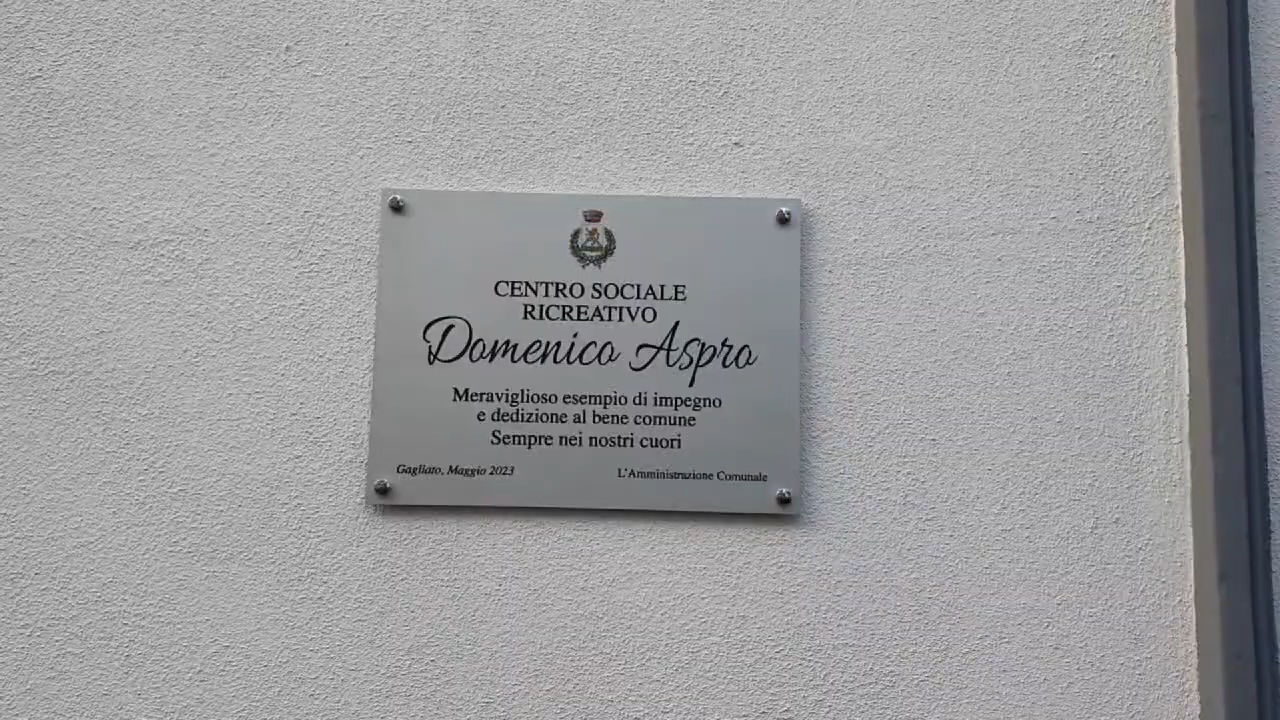 CENTRO SOCIALE
RICREATIVO
Domenico Aspro
Meraviglioso esempio di impegno
e dedizione al bene comune
Sempre nei nostri cuori
Gagliato, Maggio 2023
L'Amministrazione Comunale